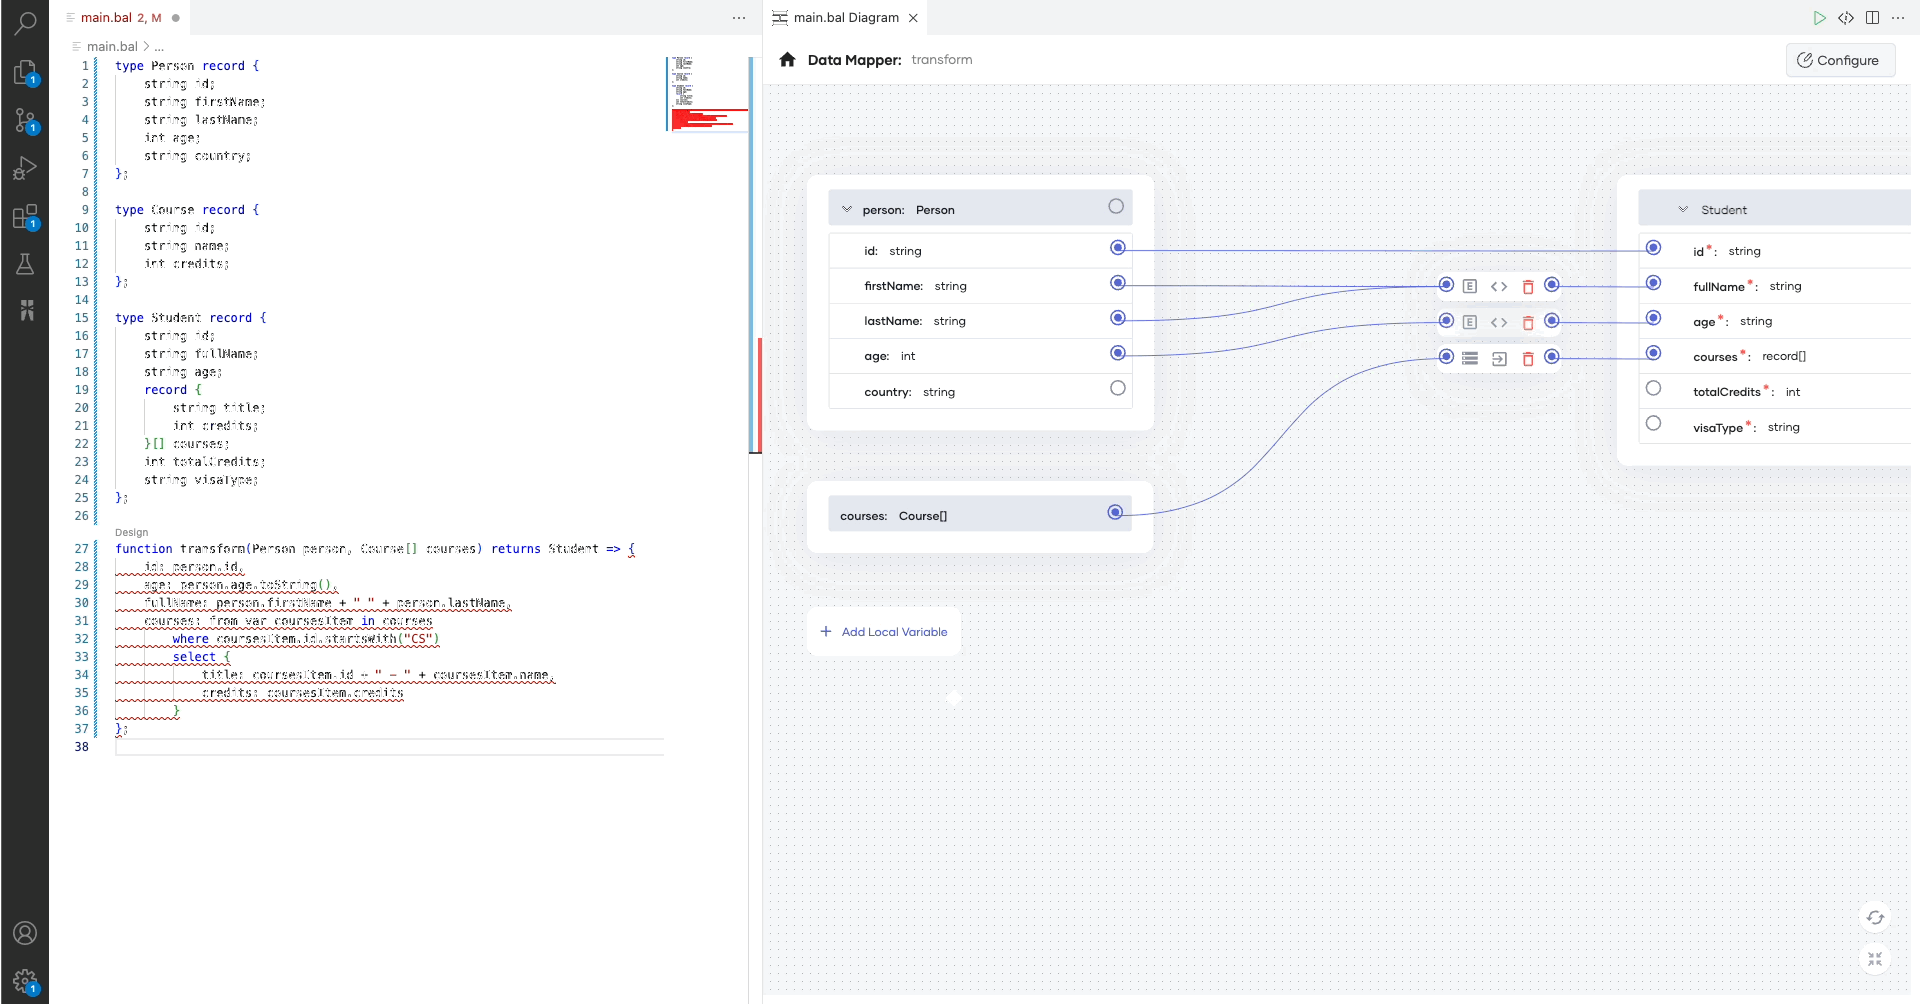 main.bal 2, M
main.bal > ...
1 type Person record {
2 string id;
3 string firstName;
4 string lastName;
5 int age;
6 string country;
7 };
8
9 type Course record {
10 string id;
11 string name;
12 int credits;
13 };
14
15 type Student record {
16 string id;
17 string fullName;
18 string age;
19 record {
20 string title;
21 int credits;
22 }[] courses;
23 int totalCredits;
24 string visaType;
25 };
26
Design
27 function transform(Person person, Course[] courses) returns Student => {
28 id: person.id,
29 age: person.age.toString(),
30 fullName: person.firstName + " " + person.lastName,
31 courses: from var coursesItem in courses
32 where coursesItem.id.startsWith("CS")
33 select {
34 title: coursesItem.id + " - " + coursesItem.name,
35 credits: coursesItem.credits
36 }
37 };
38
main.bal Diagram
Data Mapper: transform
Configure
person: Person
id: string
firstName: string
lastName: string
age: int
country: string
courses: Course[]
Add Local Variable
E
E
Student
id*: string
fullName*: string
age*: string
courses*: record[]
totalCredits*: int
visaType*: string
1
1
1
1